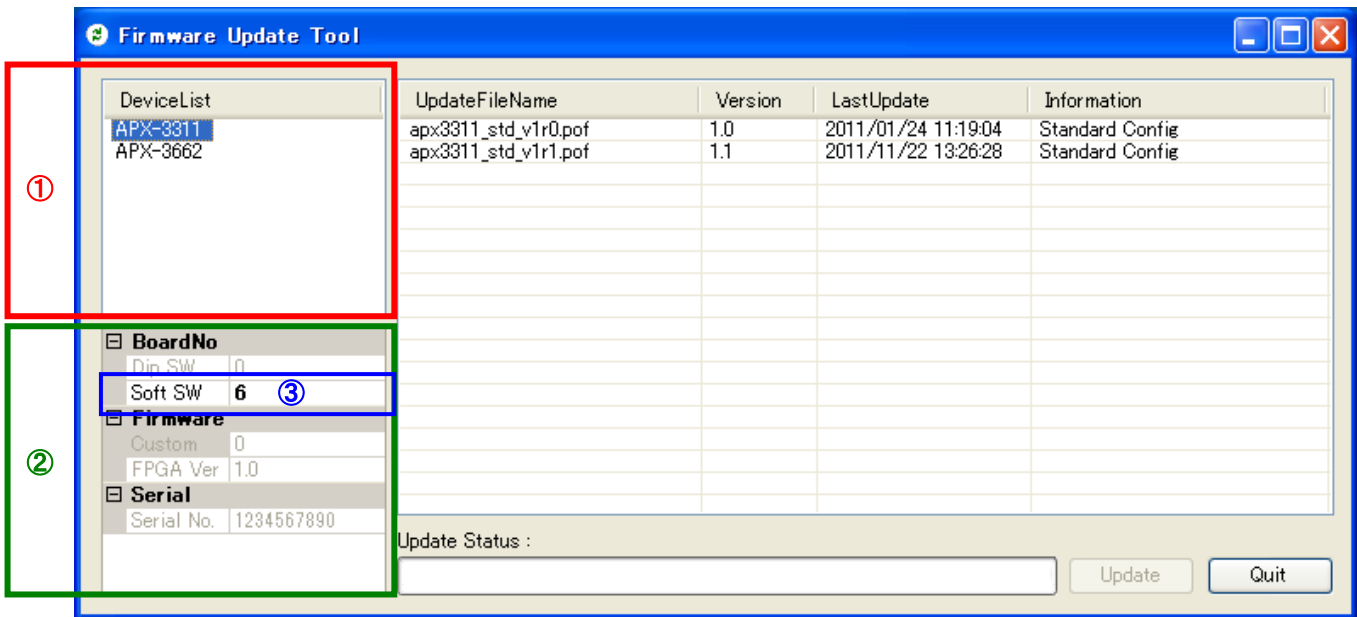 Firmware Update Tool
①
DeviceList
APX-3311
APX-3662
UpdateFileName Version LastUpdate Information
apx3311_std_v1r0.pof 1.0 2011/01/24 11:19:04 Standard Config
apx3311_std_v1r1.pof 1.1 2011/11/22 13:26:28 Standard Config
②
BoardNo
Dip SW 0
Soft SW 6 ③
Firmware
Custom 0
FPGA Ver 1.0
Serial
Serial No. 1234567890
Update Status :
Update Quit